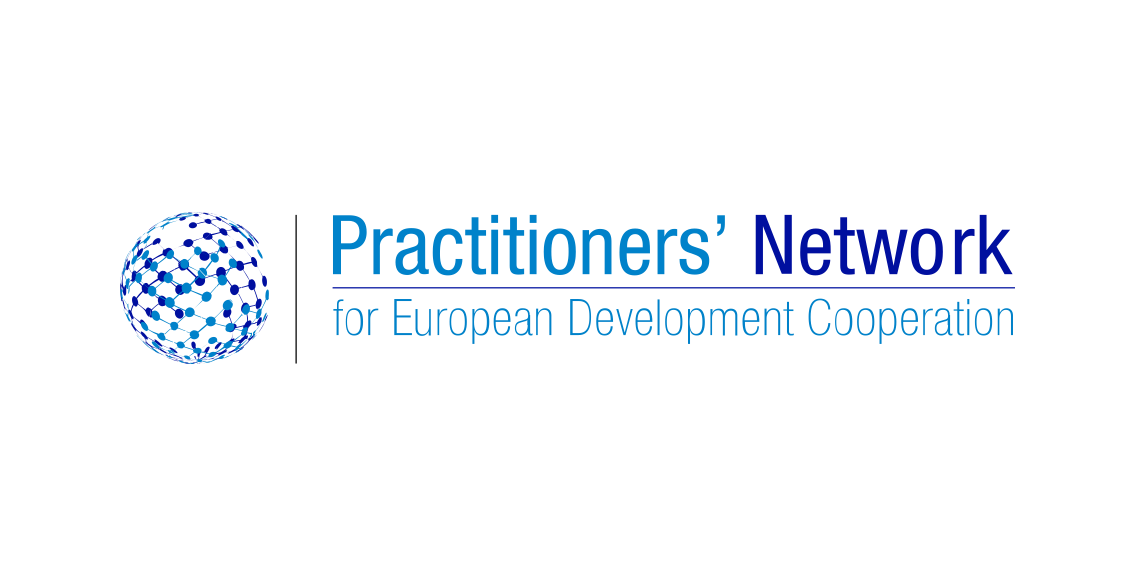 Practitioners’ Network
for European Development Cooperation